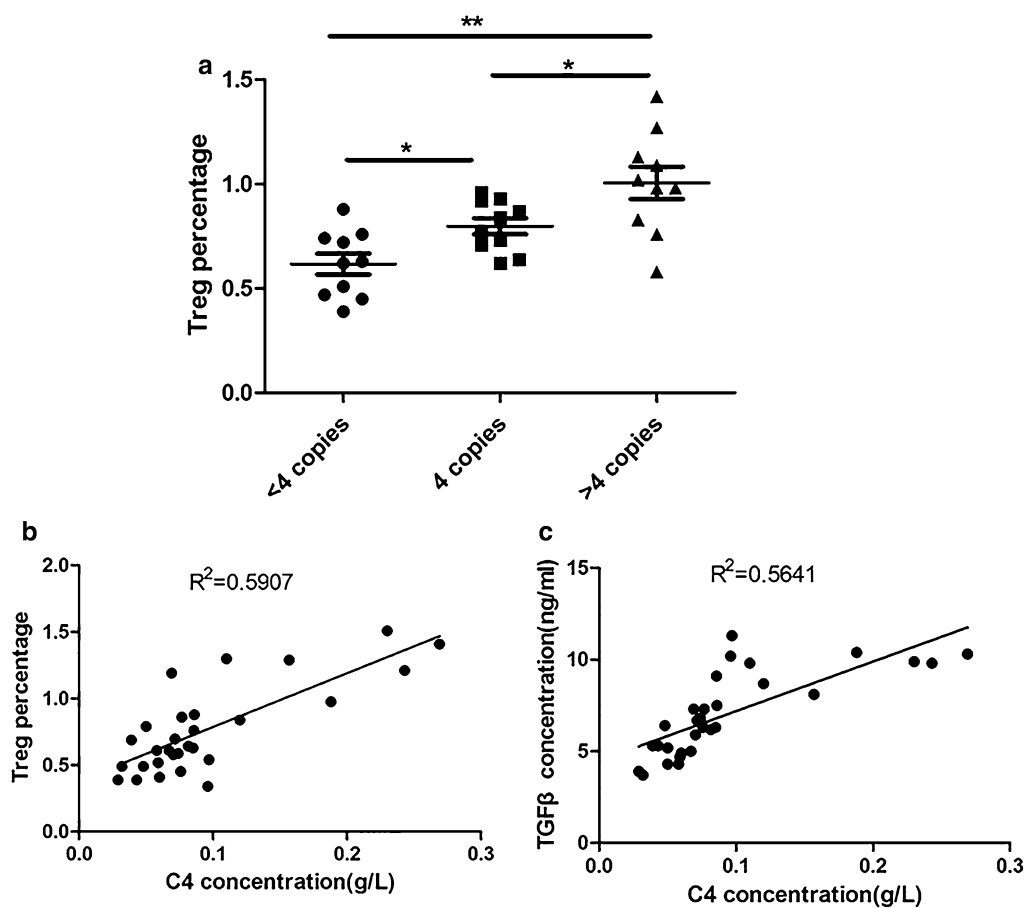 **
a
*
*
1.5
1.0
0.5
0.0
Treg percentage
<4 copies
4 copies
>4 copies
b
R²=0.5907
2.0
1.5
1.0
0.5
0.0
Treg percentage
0.0 0.1 0.2 0.3
C4 concentration(g/L)
c
R²=0.5641
15
10
5
0
TGFβ concentration(ng/ml)
0.0 0.1 0.2 0.3
C4 concentration(g/L)